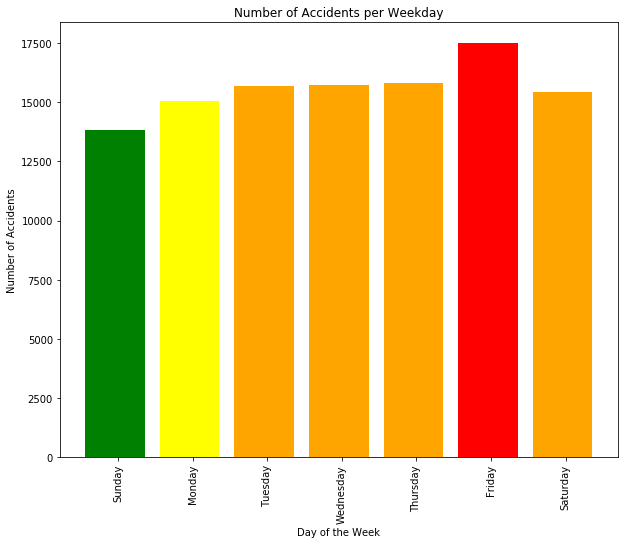 Number of Accidents per Weekday
Number of Accidents
17500
15000
12500
10000
7500
5000
2500
0
Sunday
Monday
Tuesday
Wednesday
Thursday
Friday
Saturday
Day of the Week